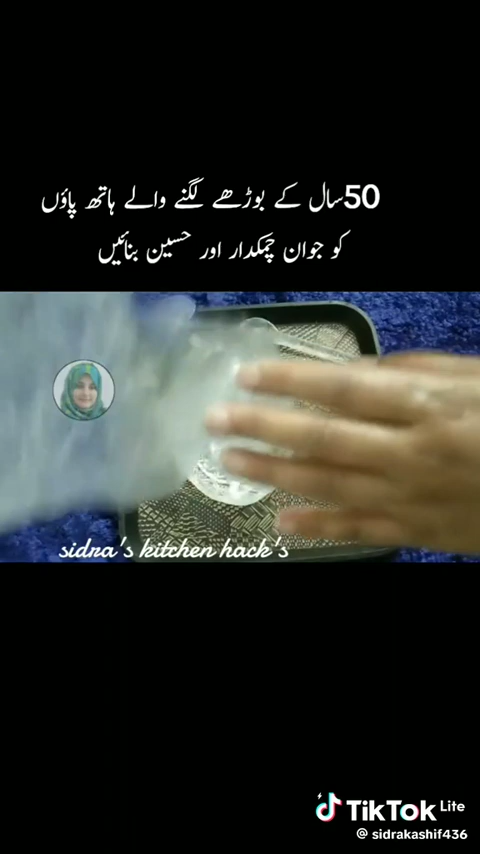 50سال کے بوڑھے لگنے والے ہاتھ پاؤں
کو جوان چمکدار اور حسین بنائیں
sidra's kitchen hack's
TikTok Lite
@ sidrakashif436